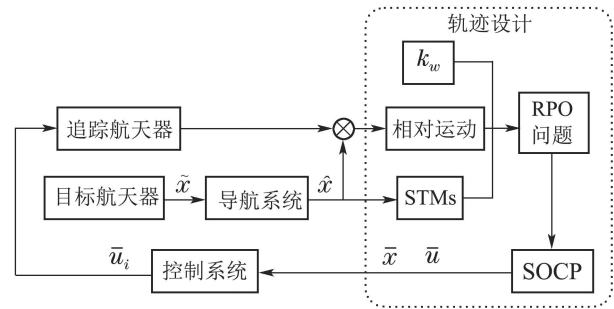 轨迹设计
k_w
追踪航天器
相对运动
RPO
问题
目标航天器
x̃
导航系统
x̂
STMs
ū_i
控制系统
x̄ ū
SOCP